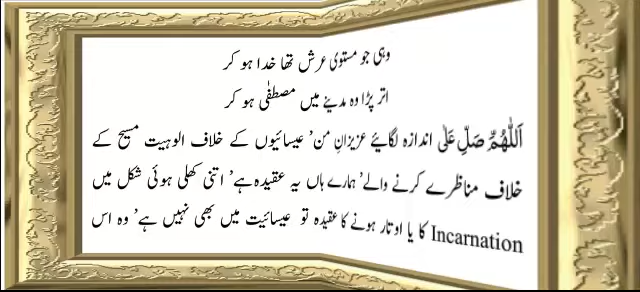 وہی جو مستوی عرش تھا خدا ہو کر
اتر پڑا وہ مدینے میں مصطفٰی ہو کر
اَللّٰھُمَّ صَلِّ عَلٰی اندازہ لگائیے عزیزانِ من' عیسائیوں کے خلاف الوہیت مسیح کے
خلاف مناظرے کرنے والے' ہمارے ہاں یہ عقیدہ ہے' اتنی کھلی ہوئی شکل میں
Incarnation کا یا اوتار ہونے کا عقیدہ تو عیسائیت میں بھی نہیں ہے' وہ اس